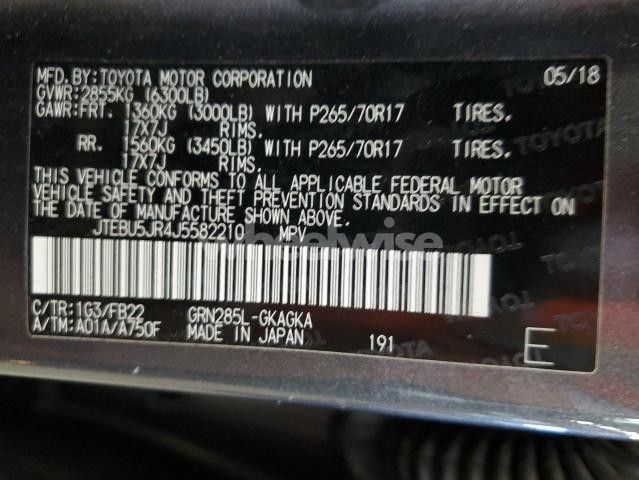 MFD.BY:TOYOTA MOTOR CORPORATION 05/18
GVWR:2855KG (6300LB)
GAWR:FRT. 1360KG (3000LB) WITH P265/70R17 TIRES.
17X7J RIMS.
RR. 1560KG (3450LB) WITH P265/70R17 TIRES.
17X7J RIMS.
THIS VEHICLE CONFORMS TO ALL APPLICABLE FEDERAL MOTOR
VEHICLE SAFETY AND THEFT PREVENTION STANDARDS IN EFFECT ON
THE DATE OF MANUFACTURE SHOWN ABOVE.
JTEBU5JR4J5582210 MPV
wheelwise
C/TR:1G3/FB22 GRN285L-GKAGKA
A/TM:A01A/A750F MADE IN JAPAN 191 E
TOYOTA
TOYOTA